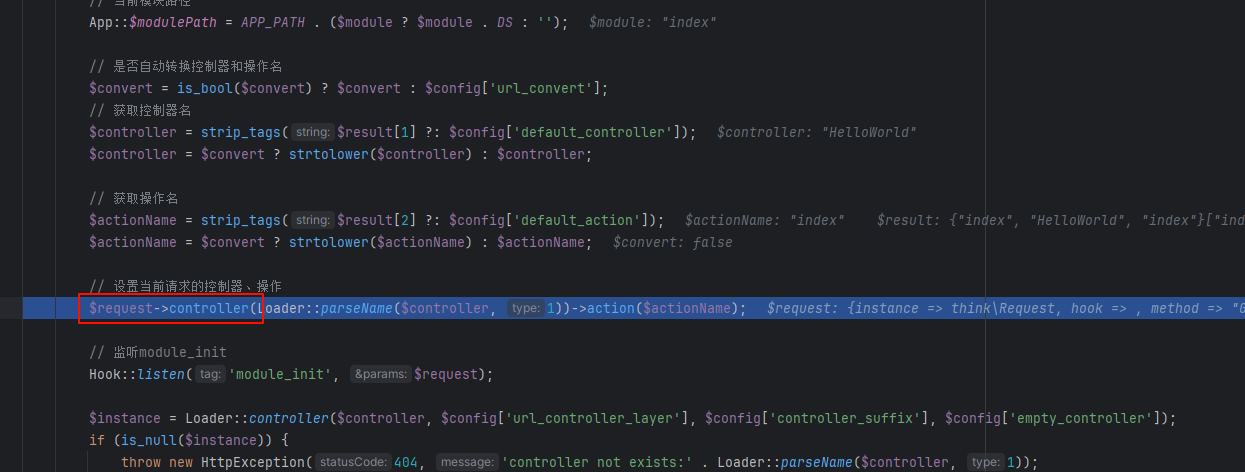 // 当前模块路径
App::$modulePath = APP_PATH . ($module ? $module . DS : '');   $module: "index"
// 是否自动转换控制器和操作名
$convert = is_bool($convert) ? $convert : $config['url_convert'];
// 获取控制器名
$controller = strip_tags( string: $result[1] ?: $config['default_controller']);   $controller: "HelloWorld"
$controller = $convert ? strtolower($controller) : $controller;
// 获取操作名
$actionName = strip_tags( string: $result[2] ?: $config['default_action']);   $actionName: "index"    $result: {"index", "HelloWorld", "index"}["ind
$actionName = $convert ? strtolower($actionName) : $actionName;   $convert: false
// 设置当前请求的控制器、操作
$request->controller(Loader::parseName($controller,  type: 1))->action($actionName);   $request: {instance => think\Request, hook => , method => "0
// 监听module_init
Hook::listen( tag: 'module_init',  &params: $request);
$instance = Loader::controller($controller, $config['url_controller_layer'], $config['controller_suffix'], $config['empty_controller']);
if (is_null($instance)) {
throw new HttpException( statusCode: 404,  message: 'controller not exists:' . Loader::parseName($controller,  type: 1));